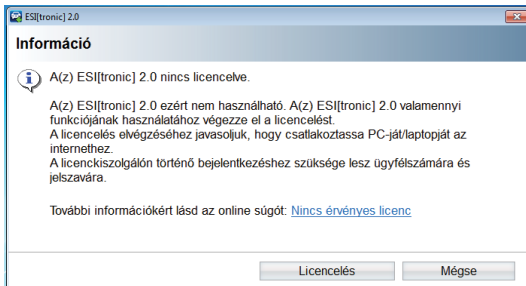 ESI[tronic] 2.0
Információ
A(z) ESI[tronic] 2.0 nincs licencelve.
A(z) ESI[tronic] 2.0 ezért nem használható. A(z) ESI[tronic] 2.0 valamennyi
funkciójának használatához végezze el a licencelést.
A licencelés elvégzéséhez javasoljuk, hogy csatlakoztassa PC-ját/laptopját az
internethez.
A licenckiszolgálón történő bejelentkezéshez szüksége lesz ügyfélszámára és
jelszavára.
További információkért lásd az online súgót: Nincs érvényes licenc
Licencelés Mégse